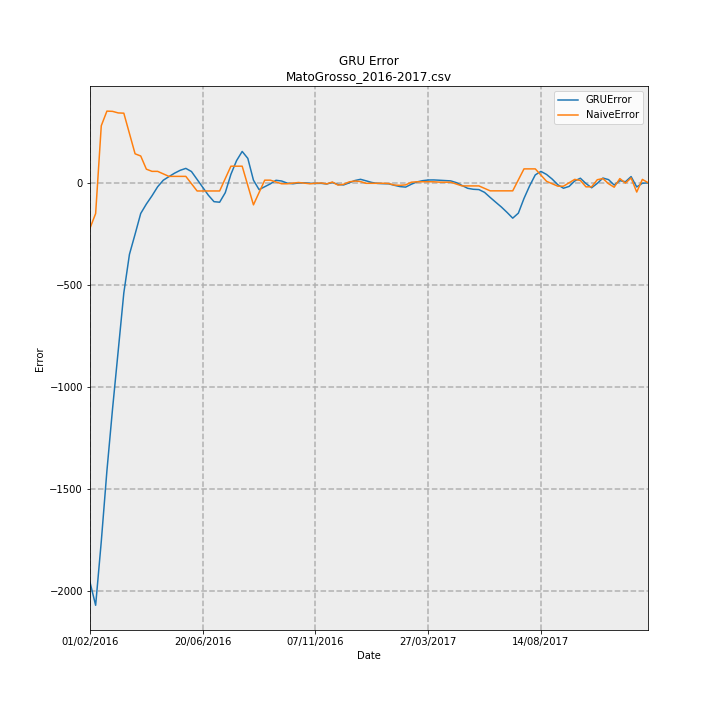 GRU Error
MatoGrosso_2016-2017.csv
GRUError
NaiveError
0
−500
−1000
−1500
−2000
Error
01/02/2016
20/06/2016
07/11/2016
27/03/2017
14/08/2017
Date